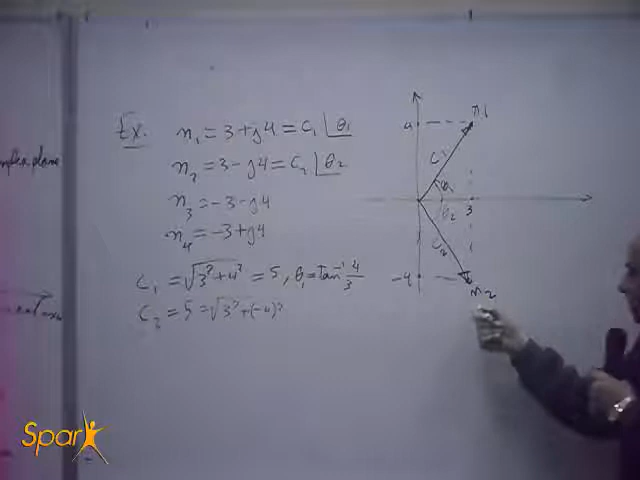 Ex. n₁ = 3 + j4 = C₁ ∠θ₁
n₂ = 3 - j4 = C₂ ∠θ₂
n₃ = -3 - j4
n₄ = -3 + j4
C₁ = √(3² + 4²) = 5 , θ₁ = tan⁻¹ 4/3
C₂ = 5 = √(3² + (-4)²
4
n₁
C₁
θ₁
θ₂
3
C₂
-4
n₂
plane
Spark